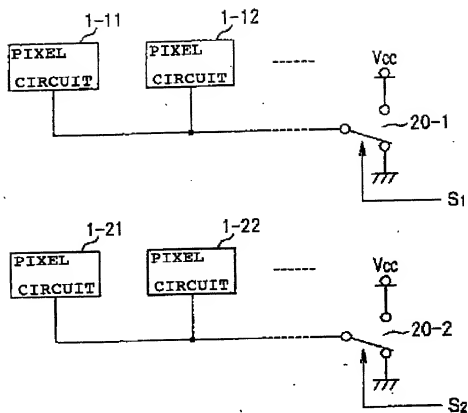 1-11
1-12
PIXEL
CIRCUIT
PIXEL
CIRCUIT
Vcc
20-1
S1
1-21
1-22
PIXEL
CIRCUIT
PIXEL
CIRCUIT
Vcc
20-2
S2